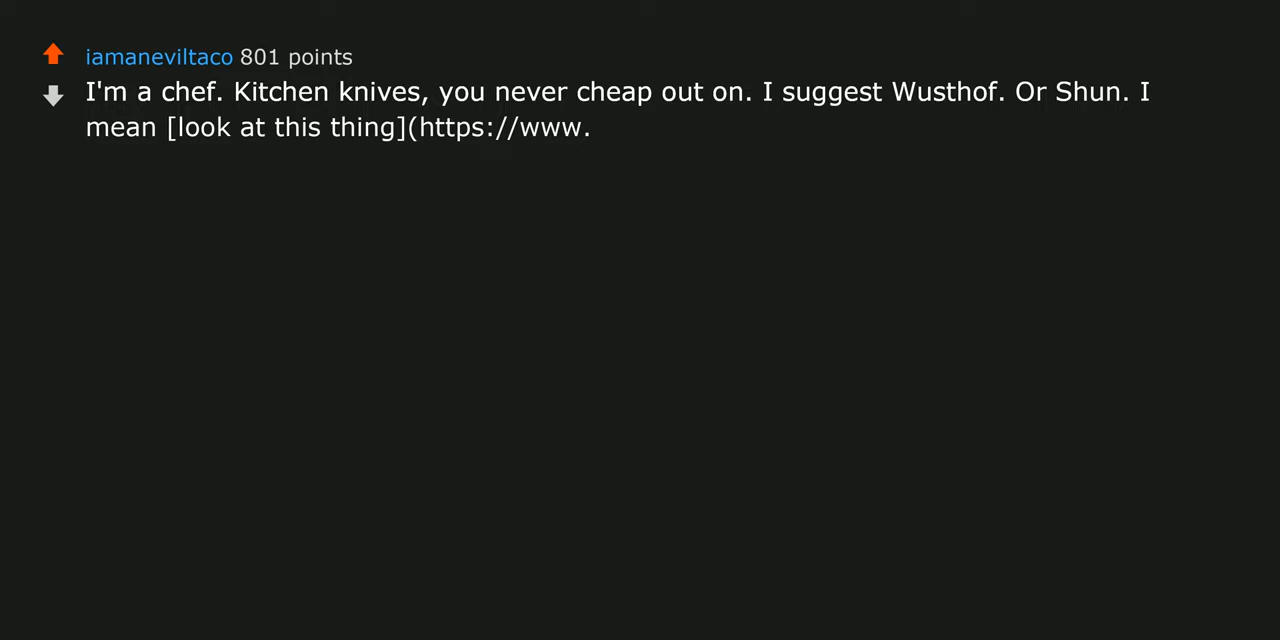 iamaneviltaco 801 points
I'm a chef. Kitchen knives, you never cheap out on. I suggest Wusthof. Or Shun. I
mean [look at this thing](https://www.